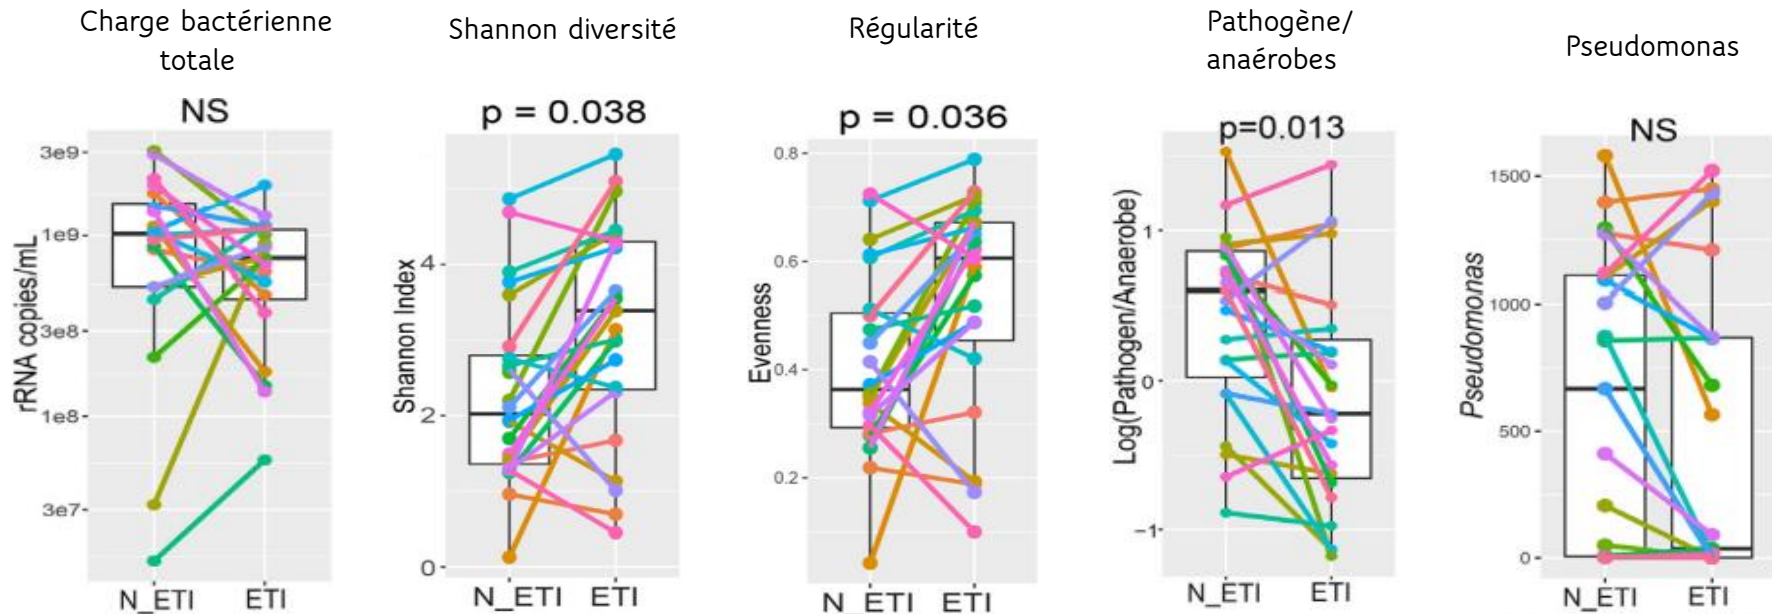 Charge bactérienne
totale
NS
rRNA copies/mL
3e9
1e9
3e8
1e8
3e7
N_ETI ETI
Shannon diversité
p = 0.038
Shannon Index
4
2
0
N_ETI ETI
Régularité
p = 0.036
Evenness
0.8
0.6
0.4
0.2
N_ETI ETI
Pathogène/
anaérobes
p=0.013
Log(Pathogen/Anaerobe)
1
0
−1
N_ETI ETI
Pseudomonas
NS
Pseudomonas
1500
1000
500
0
N_ETI ETI